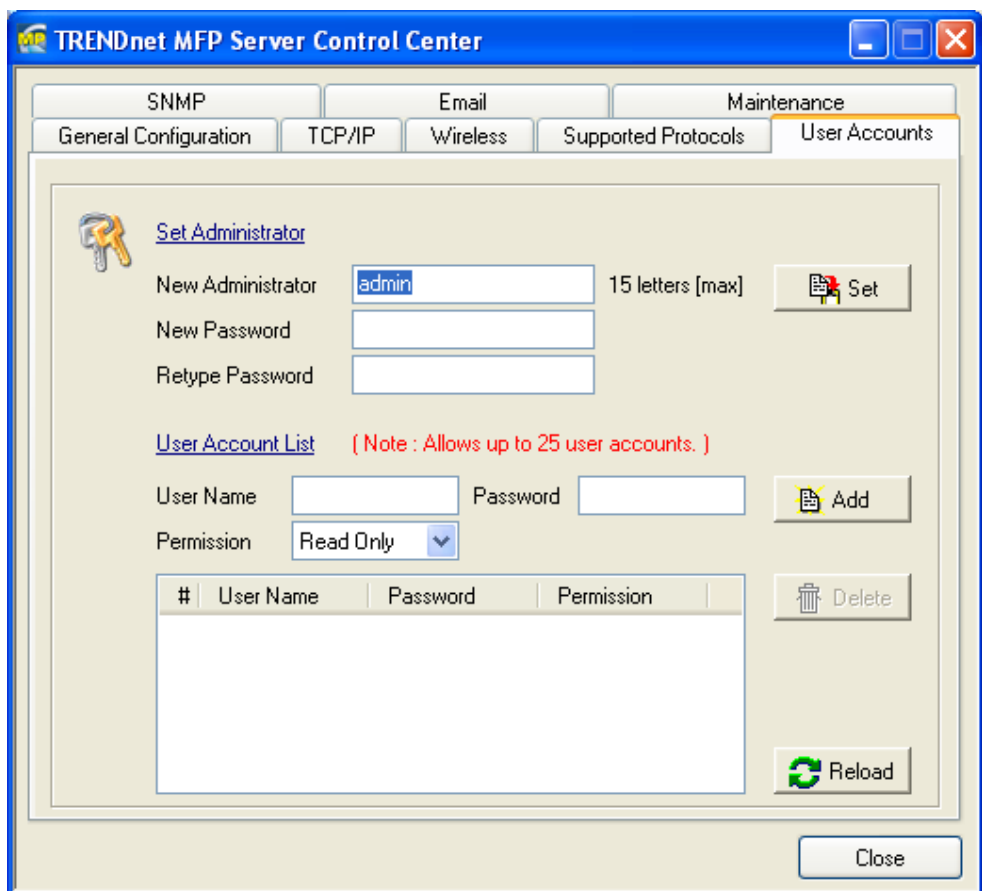 TRENDnet MFP Server Control Center
SNMP Email Maintenance
General Configuration TCP/IP Wireless Supported Protocols User Accounts
Set Administrator
New Administrator admin 15 letters [max] Set
New Password
Retype Password
User Account List ( Note : Allows up to 25 user accounts. )
User Name Password Add
Permission Read Only
# User Name Password Permission Delete
Reload
Close